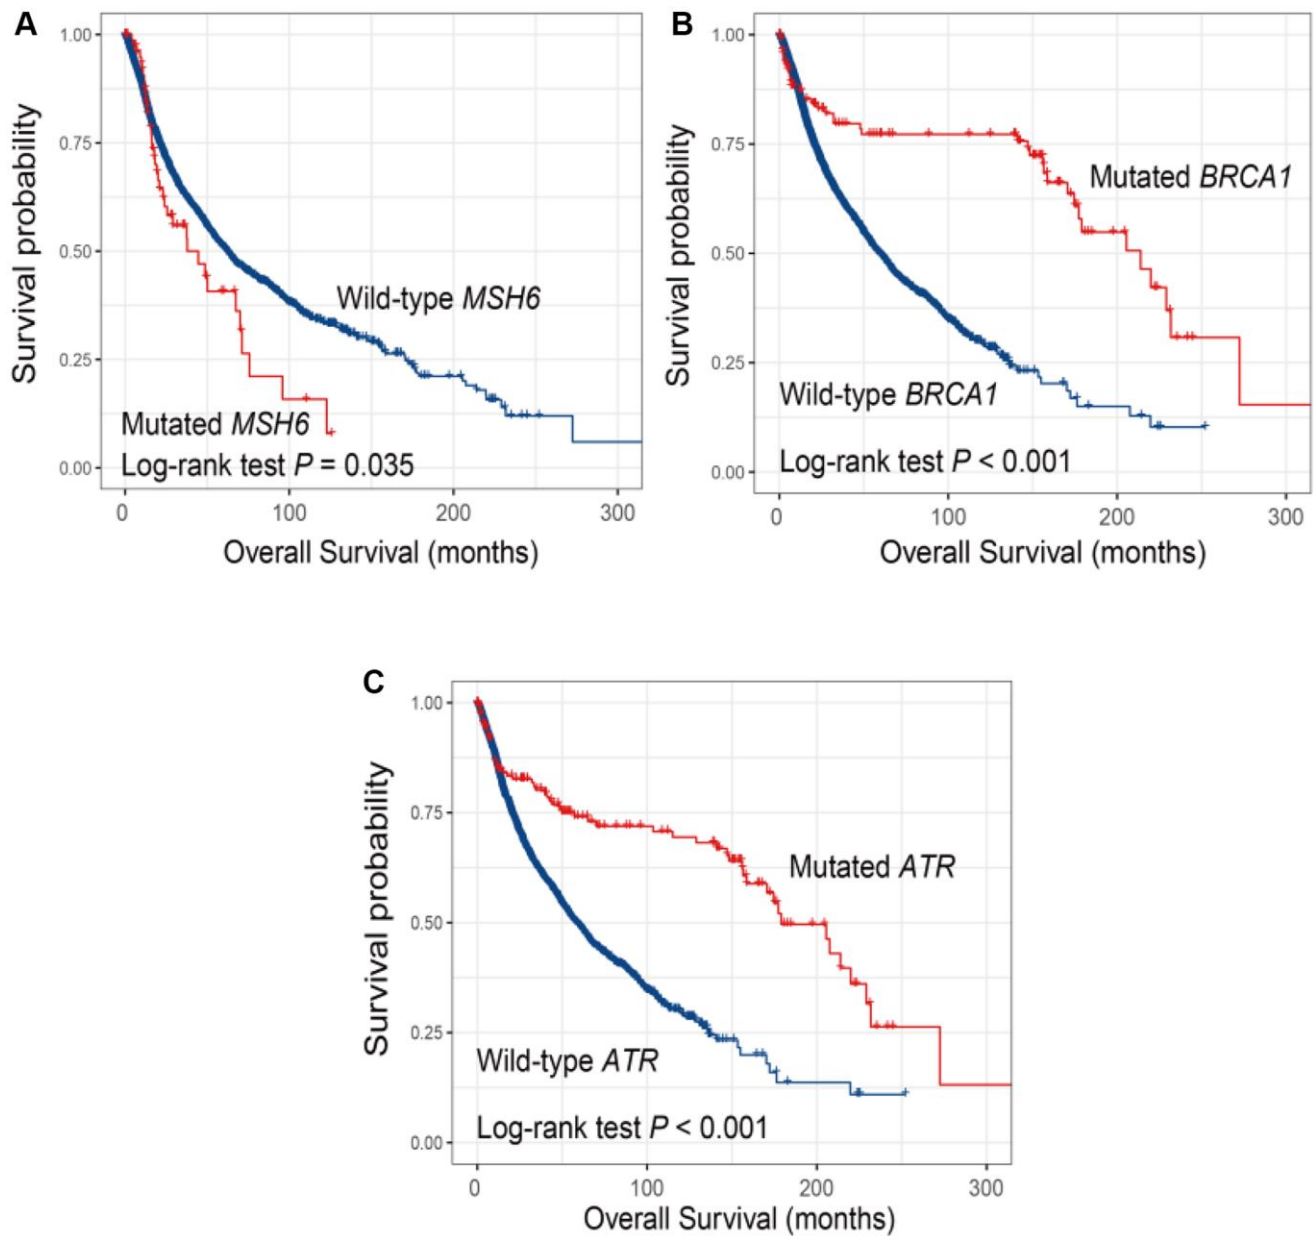 A
Survival probability
1.00
0.75
0.50
0.25
0.00
Wild-type MSH6
Mutated MSH6
Log-rank test P = 0.035
0 100 200 300
Overall Survival (months)
B
Survival probability
1.00
0.75
0.50
0.25
0.00
Mutated BRCA1
Wild-type BRCA1
Log-rank test P < 0.001
0 100 200 300
Overall Survival (months)
C
Survival probability
1.00
0.75
0.50
0.25
0.00
Mutated ATR
Wild-type ATR
Log-rank test P < 0.001
0 100 200 300
Overall Survival (months)